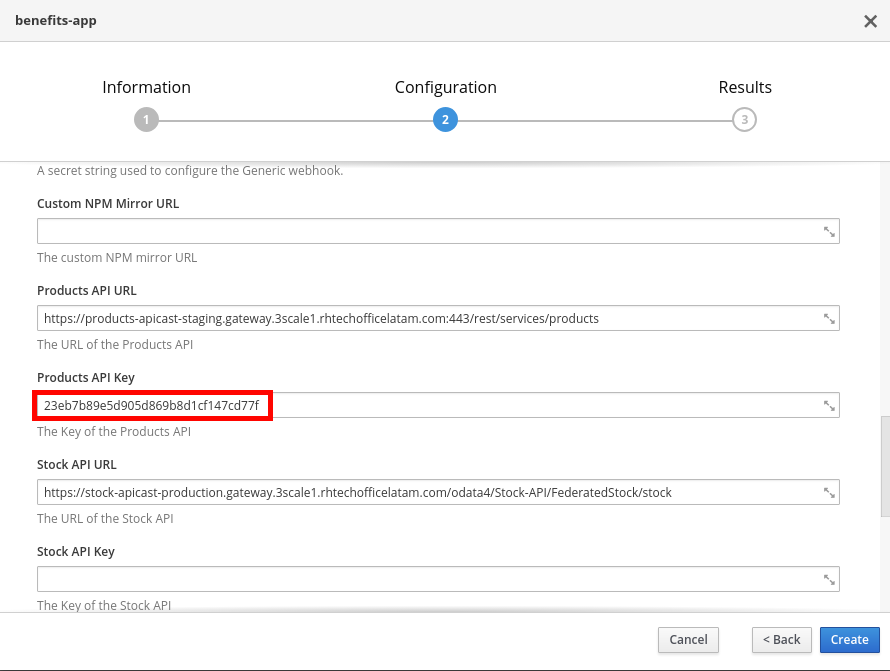 benefits-app
Information
Configuration
Results
1
2
3
A secret string used to configure the Generic webhook.
Custom NPM Mirror URL
The custom NPM mirror URL
Products API URL
https://products-apicast-staging.gateway.3scale1.rhtechofficelatam.com:443/rest/services/products
The URL of the Products API
Products API Key
23eb7b89e5d905d869b8d1cf147cd77f
The Key of the Products API
Stock API URL
https://stock-apicast-production.gateway.3scale1.rhtechofficelatam.com/odata4/Stock-API/FederatedStock/stock
The URL of the Stock API
Stock API Key
The Key of the Stock API
Cancel
< Back
Create